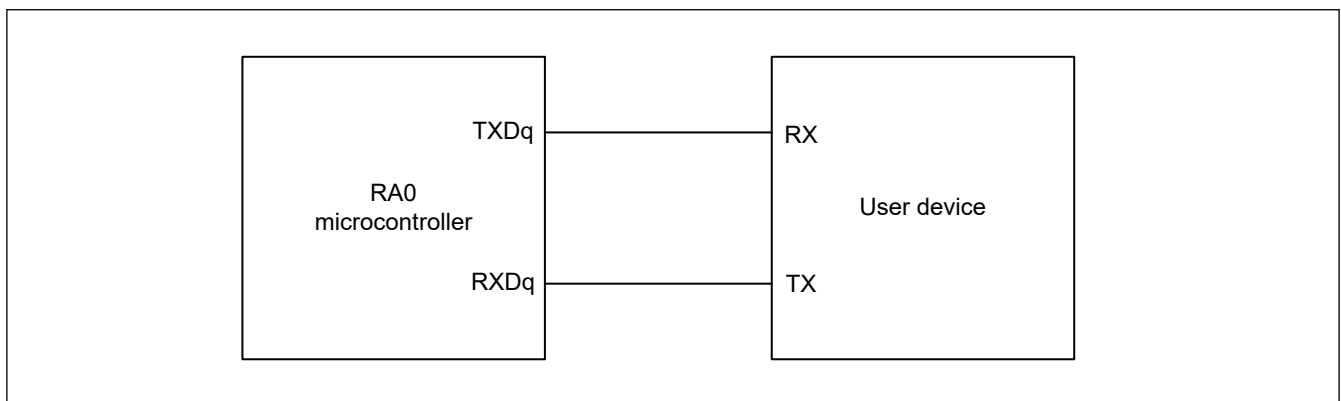 TXDq
RX
RA0
microcontroller
User device
RXDq
TX